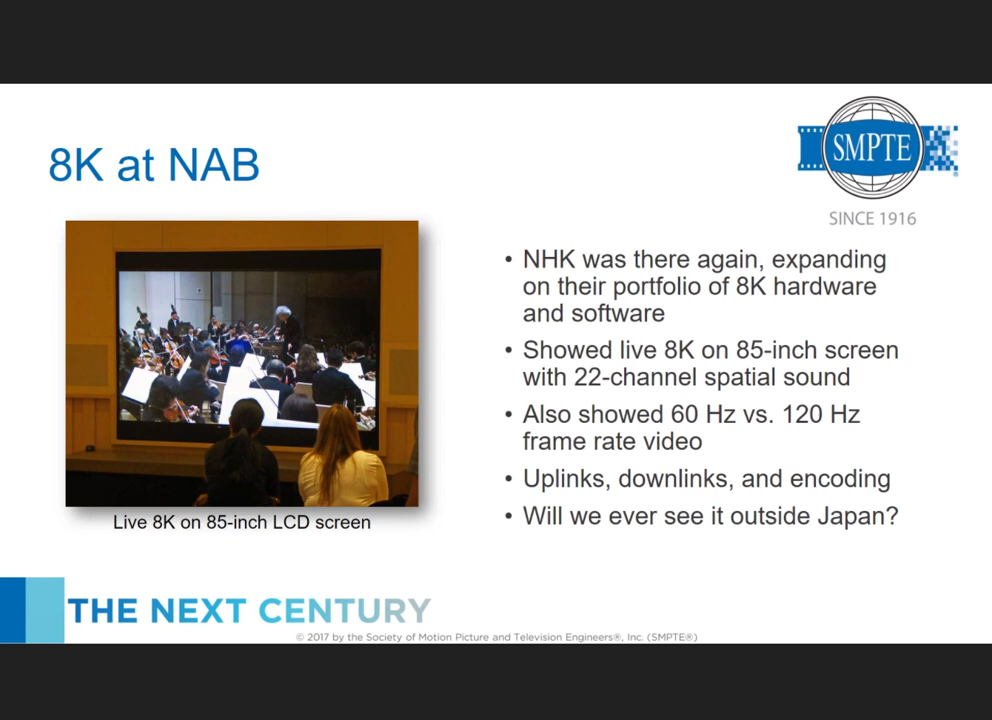 8K at NAB
SMPTE
®
SINCE 1916
• NHK was there again, expanding
on their portfolio of 8K hardware
and software
• Showed live 8K on 85-inch screen
with 22-channel spatial sound
• Also showed 60 Hz vs. 120 Hz
frame rate video
• Uplinks, downlinks, and encoding
• Will we ever see it outside Japan?
Live 8K on 85-inch LCD screen
THE NEXT CENTURY
© 2017 by the Society of Motion Picture and Television Engineers®, Inc. (SMPTE®)